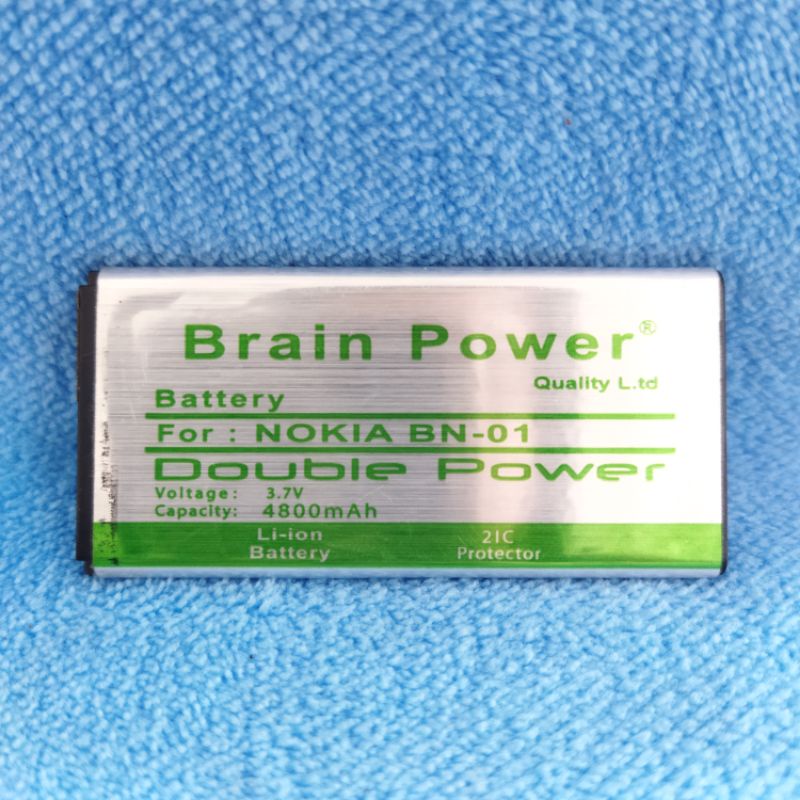 Brain Power®
Quality L.td
Battery
For : NOKIA BN-01
Double Power
Voltage : 3.7V
Capacity: 4800mAh
Li-ion Battery
2IC Protector